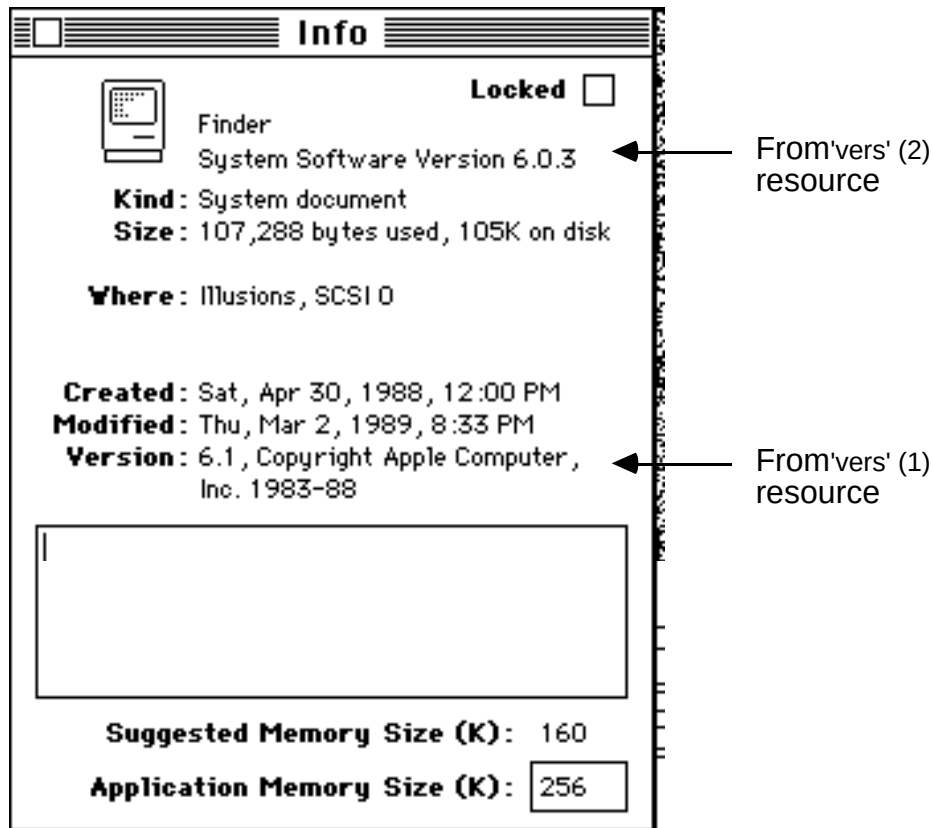 Info
Locked
Finder
System Software Version 6.0.3
From'vers' (2)
resource
Kind: System document
Size: 107,288 bytes used, 105K on disk
Where: Illusions, SCSI 0
Created: Sat, Apr 30, 1988, 12:00 PM
Modified: Thu, Mar 2, 1989, 8:33 PM
Version: 6.1, Copyright Apple Computer,
Inc. 1983-88
From'vers' (1)
resource
Suggested Memory Size (K): 160
Application Memory Size (K): 256